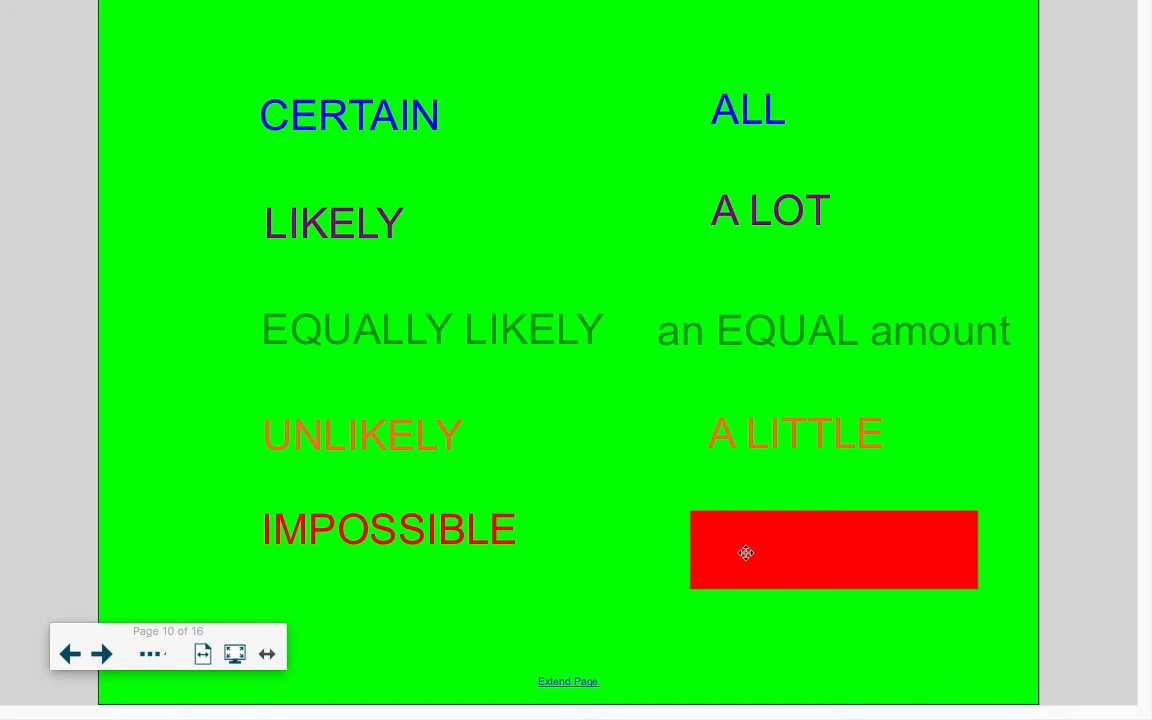 CERTAIN ALL
LIKELY A LOT
EQUALLY LIKELY an EQUAL amount
UNLIKELY A LITTLE
IMPOSSIBLE
Page 10 of 16
Extend Page